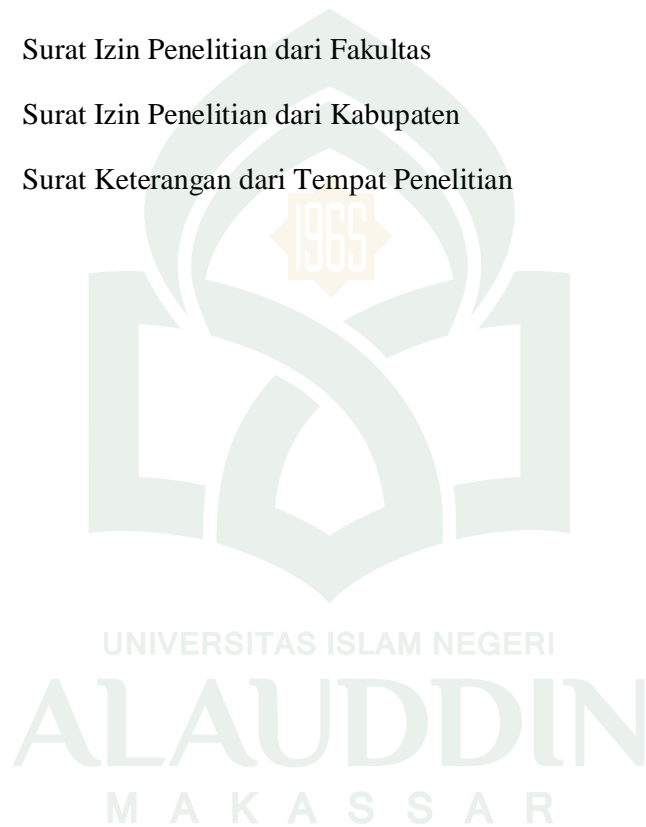 Surat Izin Penelitian dari Fakultas
Surat Izin Penelitian dari Kabupaten
Surat Keterangan dari Tempat Penelitian
1965
UNIVERSITAS ISLAM NEGERI
ALAUDDIN
MAKASSAR